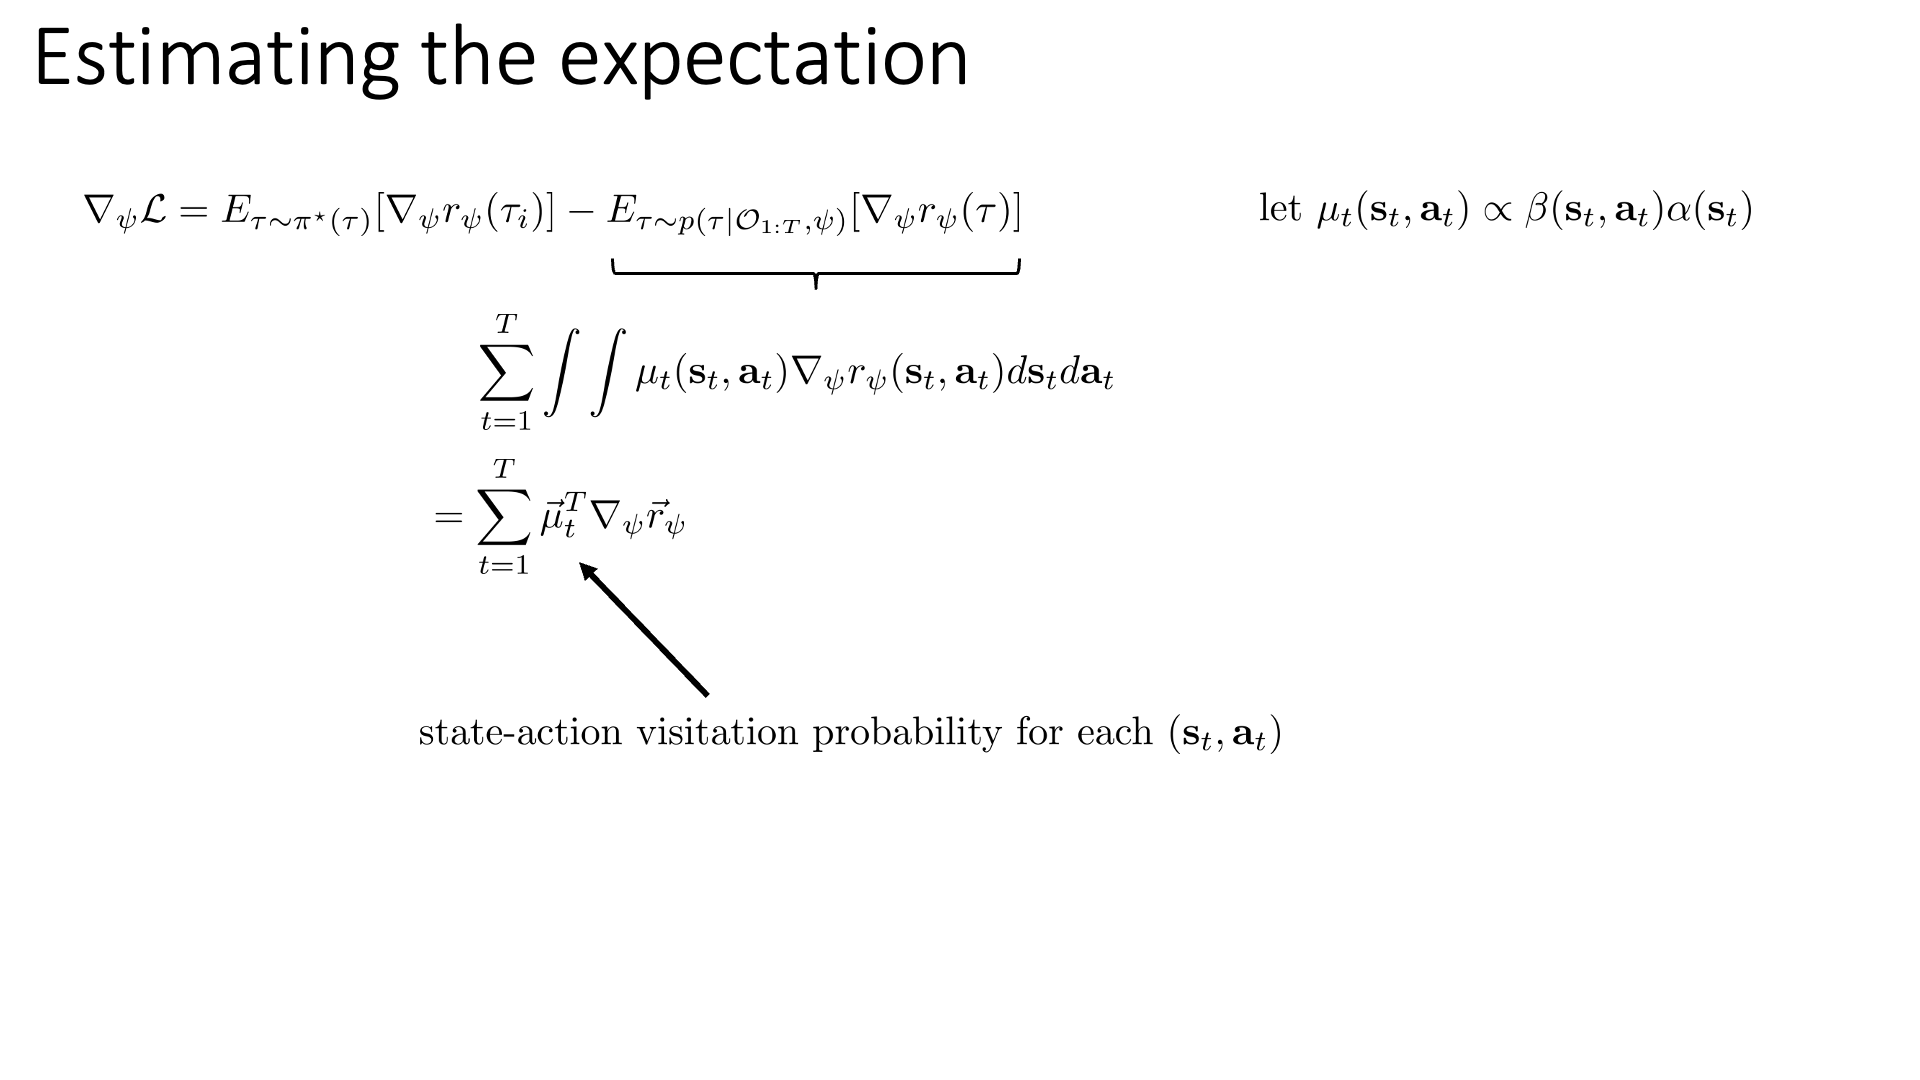 Estimating the expectation
$\nabla_\psi \mathcal{L} = E_{\tau \sim \pi^\star(\tau)}[\nabla_\psi r_\psi(\tau_i)] - E_{\tau \sim p(\tau|\mathcal{O}_{1:T},\psi)}[\nabla_\psi r_\psi(\tau)]$
let $\mu_t(\mathbf{s}_t, \mathbf{a}_t) \propto \beta(\mathbf{s}_t, \mathbf{a}_t)\alpha(\mathbf{s}_t)$
$\sum_{t=1}^{T} \int \int \mu_t(\mathbf{s}_t, \mathbf{a}_t) \nabla_\psi r_\psi(\mathbf{s}_t, \mathbf{a}_t) d\mathbf{s}_t d\mathbf{a}_t$
$= \sum_{t=1}^{T} \vec{\mu}_t^T \nabla_\psi \vec{r}_\psi$
state-action visitation probability for each $(\mathbf{s}_t, \mathbf{a}_t)$